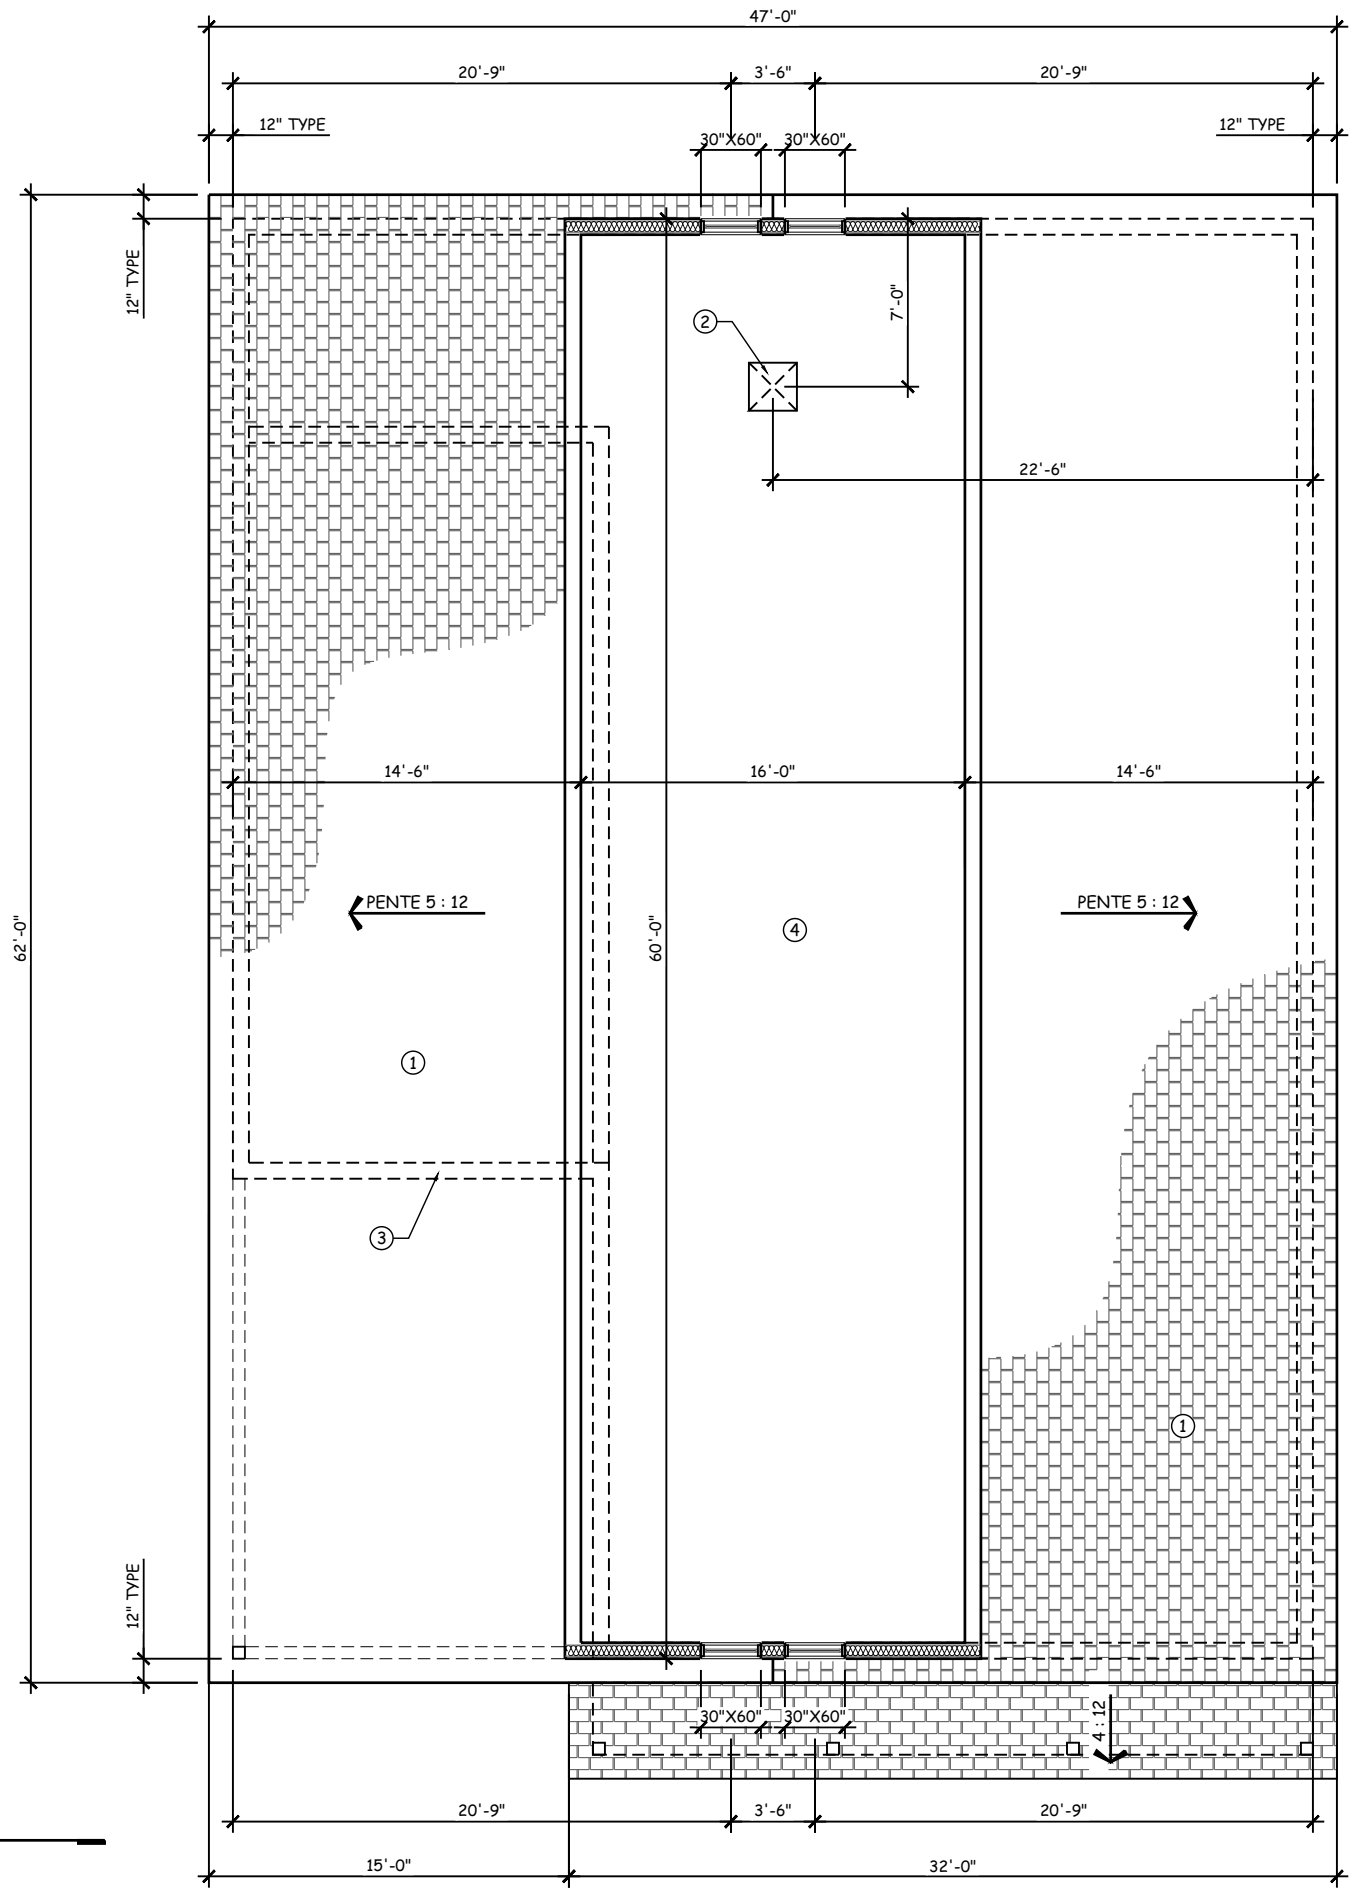 47'-0"
20'-9" 3'-6" 20'-9"
12" TYPE 12" TYPE
30"X60" 30"X60"
12" TYPE
7'-0"
2
22'-6"
14'-6" 16'-0" 14'-6"
PENTE 5 : 12 PENTE 5 : 12
62'-0" 60'-0" 4
1
3
1
12" TYPE
30"X60" 30"X60" 4 : 12
20'-9" 3'-6" 20'-9"
15'-0" 32'-0"